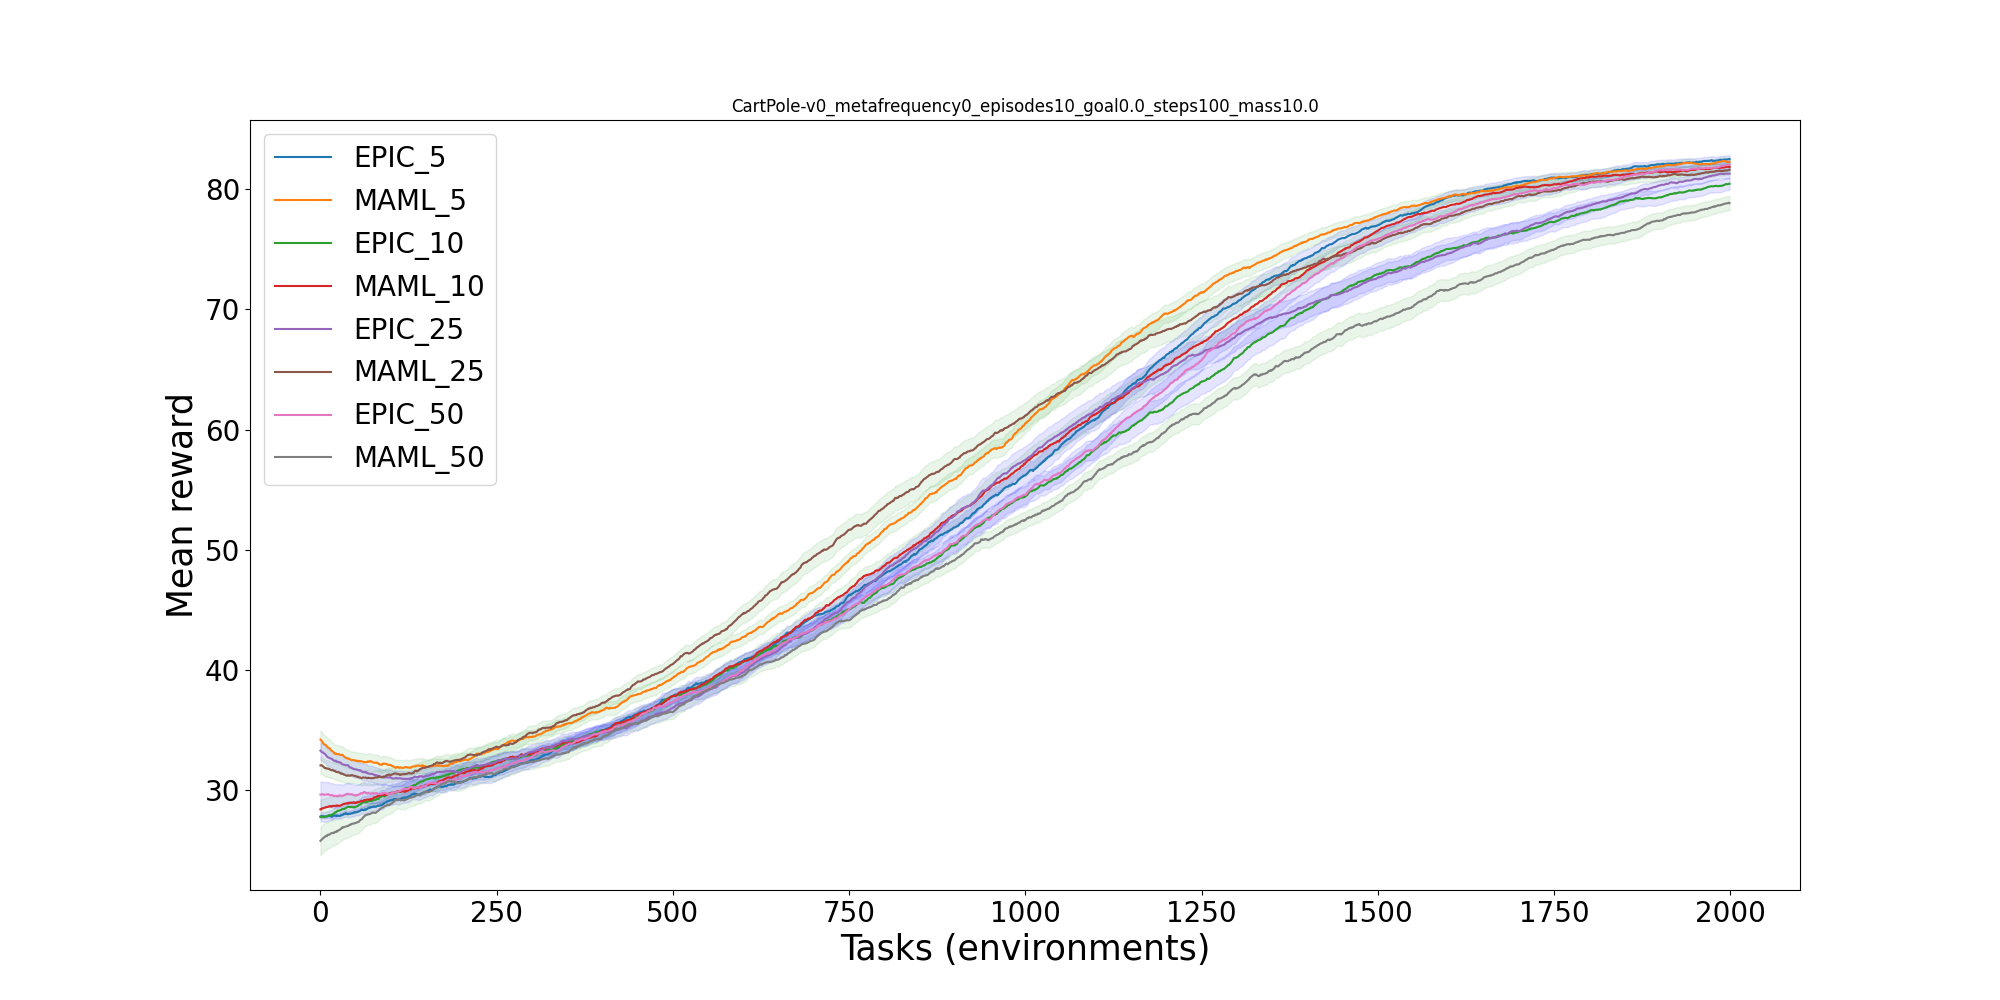 CartPole-v0_metafrequency0_episodes10_goal0.0_steps100_mass10.0
EPIC_5
MAML_5
EPIC_10
MAML_10
EPIC_25
MAML_25
EPIC_50
MAML_50
Mean reward
80
70
60
50
40
30
0 250 500 750 1000 1250 1500 1750 2000
Tasks (environments)